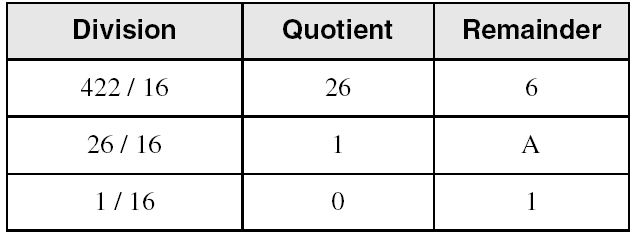 Division Quotient Remainder
422 / 16 26 6
26 / 16 1 A
1 / 16 0 1